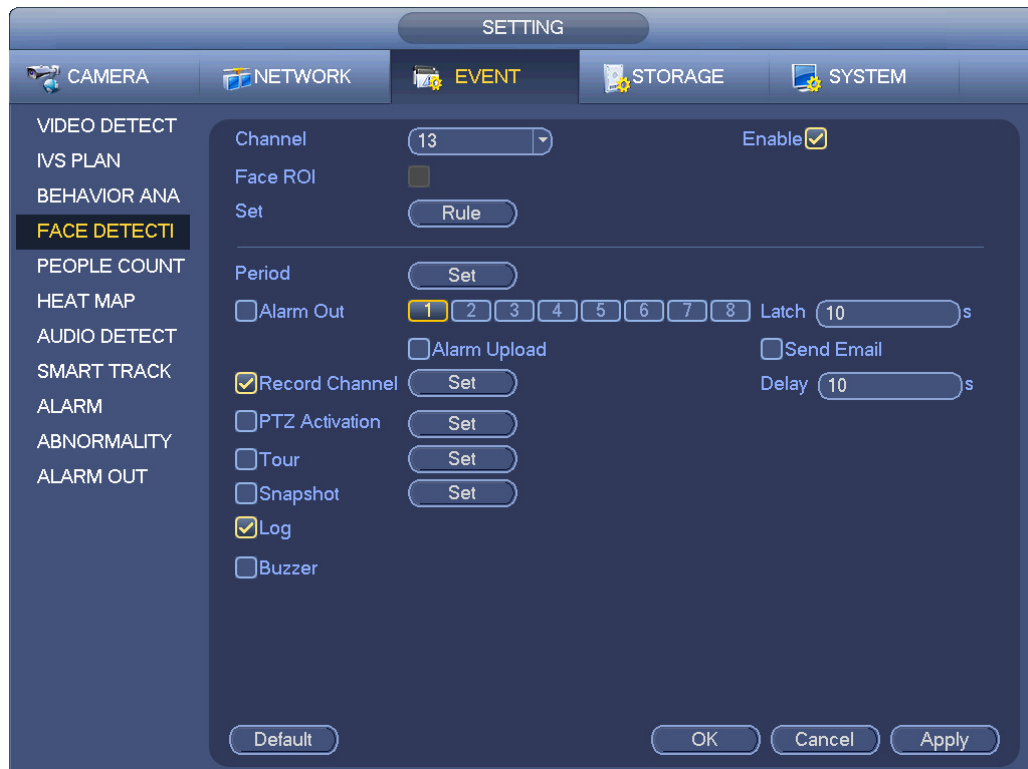 SETTING
CAMERA NETWORK EVENT STORAGE SYSTEM
VIDEO DETECT
IVS PLAN
BEHAVIOR ANA
FACE DETECTI
PEOPLE COUNT
HEAT MAP
AUDIO DETECT
SMART TRACK
ALARM
ABNORMALITY
ALARM OUT
Channel 13 Enable
Face ROI
Set Rule
Period Set
Alarm Out 1 2 3 4 5 6 7 8 Latch 10 s
Alarm Upload Send Email
Record Channel Set Delay 10 s
PTZ Activation Set
Tour Set
Snapshot Set
Log
Buzzer
Default OK Cancel Apply